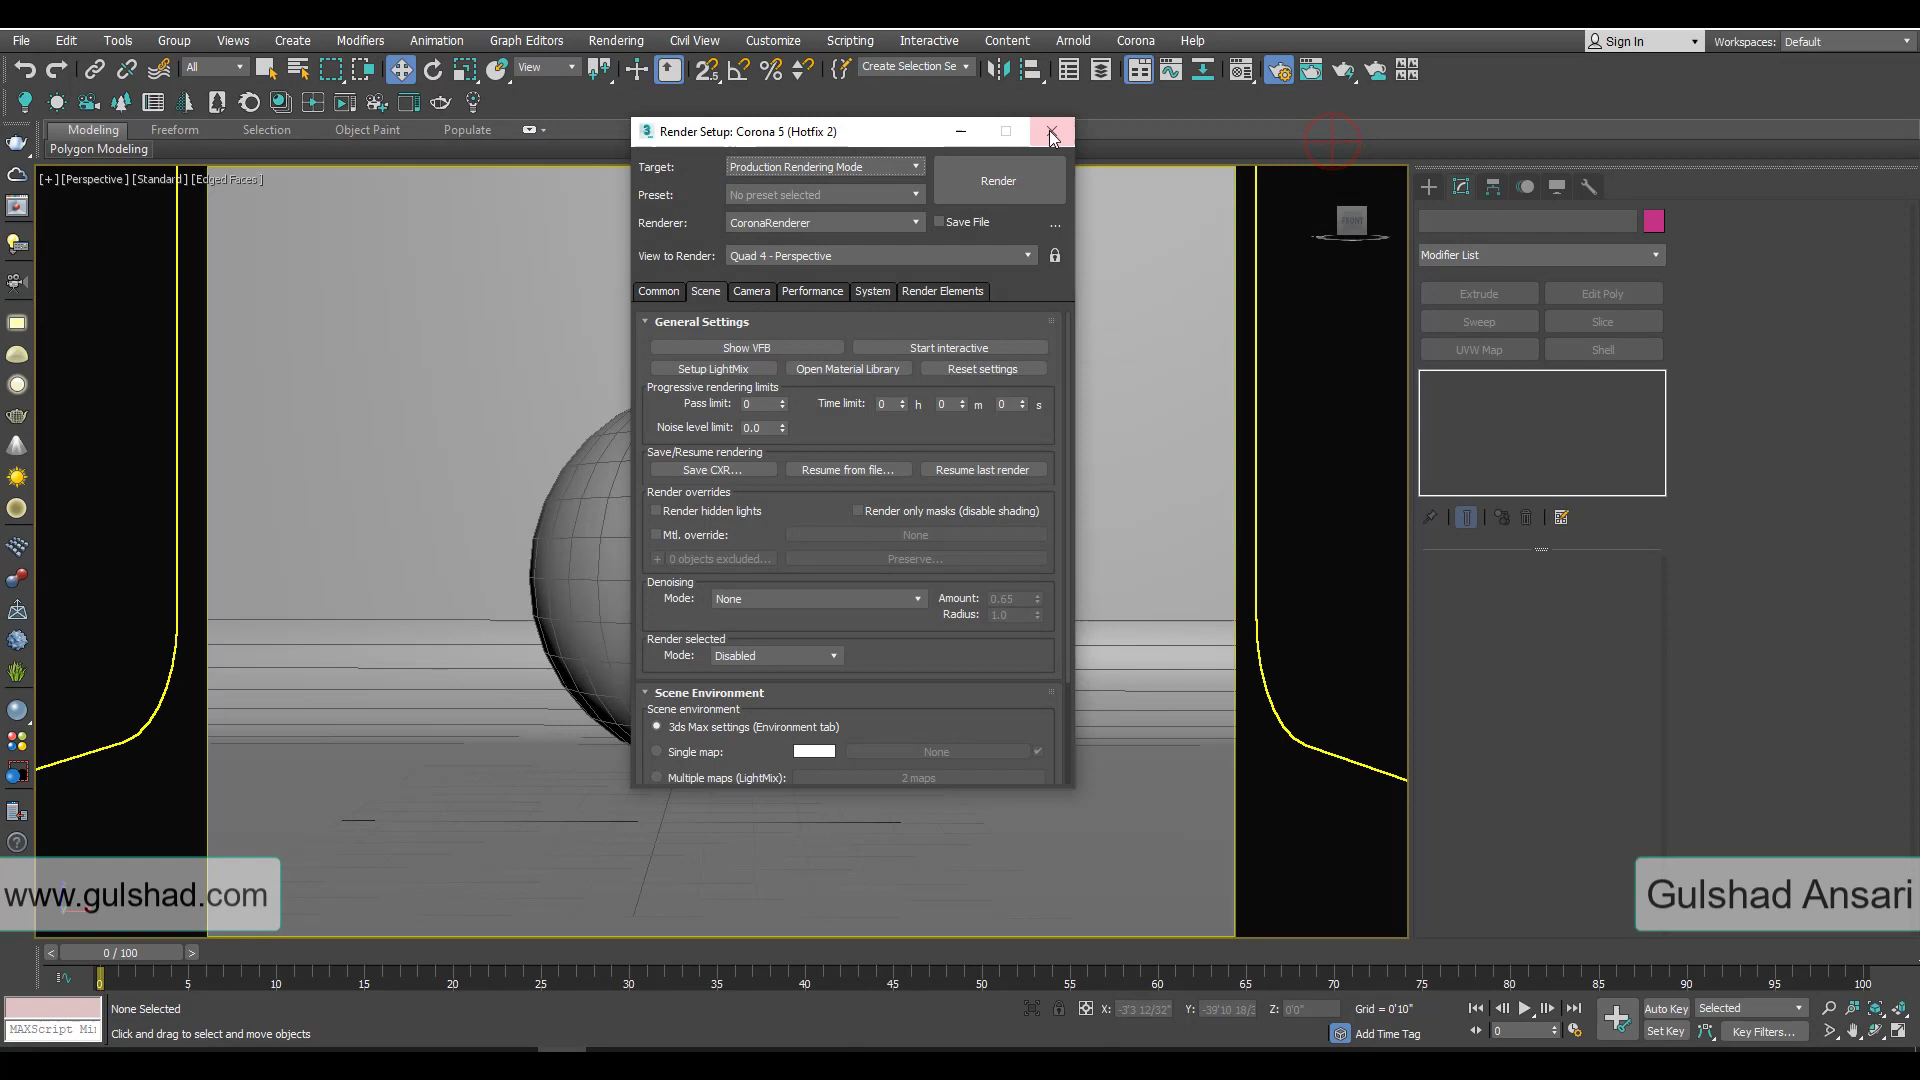 File Edit Tools Group Views Create Modifiers Animation Graph Editors Rendering Civil View Customize Scripting Interactive Content Arnold Corona Help Sign In Workspaces: Default
All View Create Selection Se
Modeling Freeform Selection Object Paint Populate
Polygon Modeling
[+] [Perspective ] [Standard ] [Edged Faces ]
Render Setup: Corona 5 (Hotfix 2)
Target: Production Rendering Mode
Render
Preset: No preset selected
Renderer: CoronaRenderer Save File ...
View to Render: Quad 4 - Perspective
Common Scene Camera Performance System Render Elements
General Settings
Show VFB Start interactive
Setup LightMix Open Material Library Reset settings
Progressive rendering limits
Pass limit: 0 Time limit: 0 h 0 m 0 s
Noise level limit: 0.0
Save/Resume rendering
Save CXR... Resume from file... Resume last render
Render overrides
Render hidden lights Render only masks (disable shading)
Mtl. override: None
+ 0 objects excluded... Preserve...
Denoising
Mode: None Amount: 0.65
Radius: 1.0
Render selected
Mode: Disabled
Scene Environment
Scene environment
3ds Max settings (Environment tab)
Single map: None
Multiple maps (LightMix): 2 maps
FRONT
Modifier List
Extrude Edit Poly
Sweep Slice
UVW Map Shell
www.gulshad.com
Gulshad Ansari
< 0 / 100 >
0 5 10 15 20 25 30 35 40 45 50 55 60 65 70 75 80 85 90 95 100
None Selected X: -3'3 12/32" Y: -39'10 18/3 Z: 0'0" Grid = 0'10" Auto Key Selected
MAXScript Mi Click and drag to select and move objects Add Time Tag 0 Set Key Key Filters...